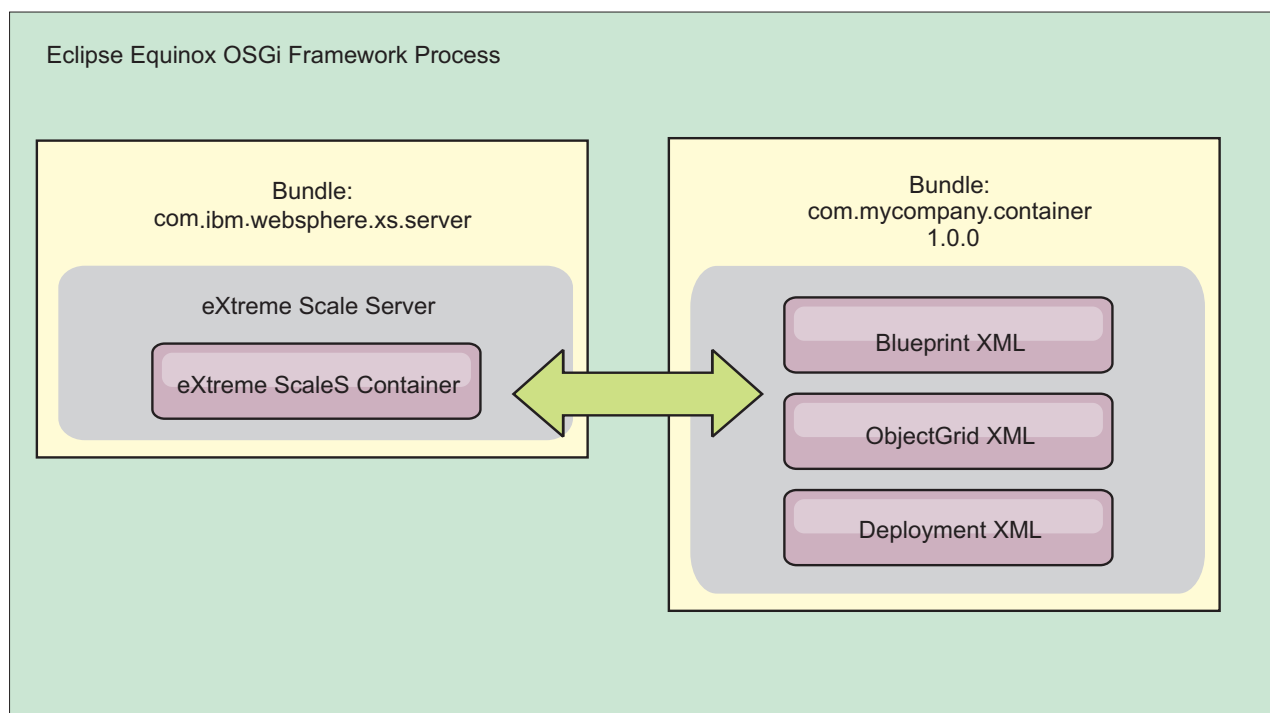 Eclipse Equinox OSGi Framework Process
Bundle:
com.ibm.websphere.xs.server
eXtreme Scale Server
eXtreme ScaleS Container
Bundle:
com.mycompany.container
1.0.0
Blueprint XML
ObjectGrid XML
Deployment XML